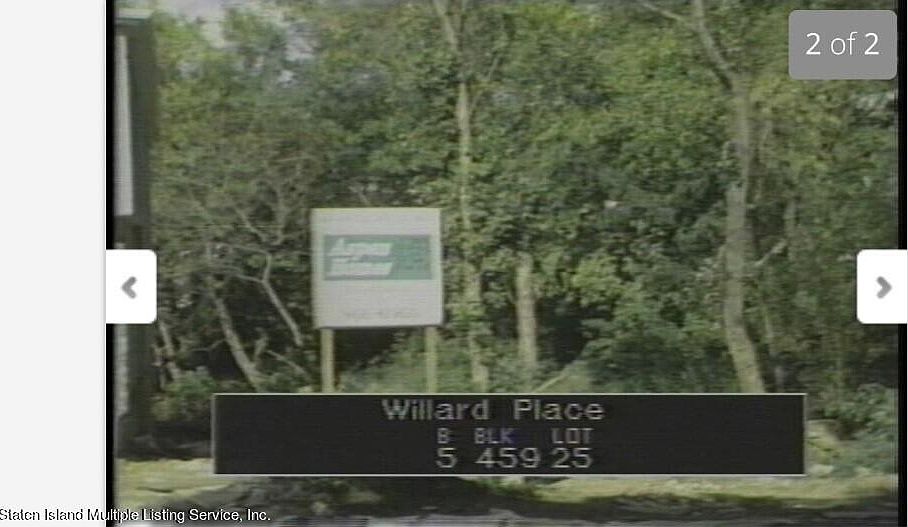 2 of 2
Willard Place
B BLK LOT
5 459 25
Staten Island Multiple Listing Service, Inc.